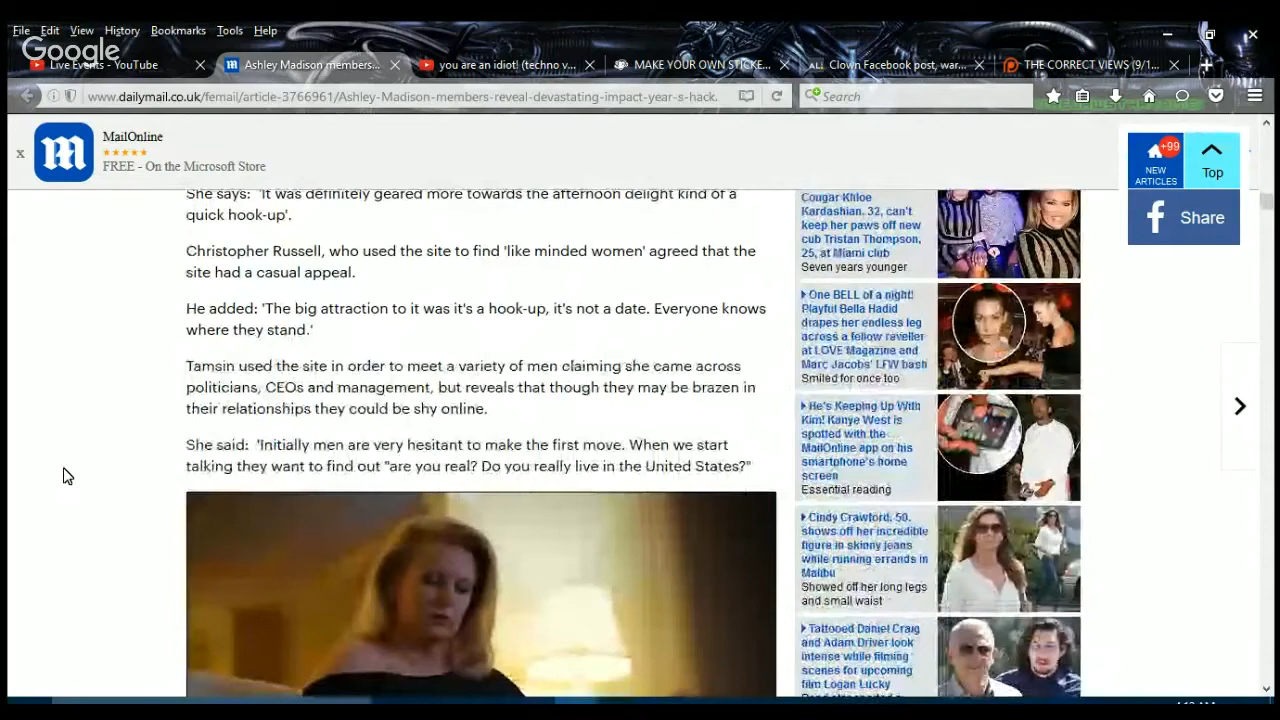 File Edit View History Bookmarks Tools Help
Google
Live Events - YouTube
Ashley Madison members...
you are an idiot! (techno v...
MAKE YOUR OWN STICKE...
Clown Facebook post, war...
THE CORRECT VIEWS (9/1...
www.dailymail.co.uk/femail/article-3766961/Ashley-Madison-members-reveal-devastating-impact-year-s-hack.
Search
x
MailOnline
FREE - On the Microsoft Store
+99
NEW
ARTICLES
Top
Share
She says: 'It was definitely geared more towards the afternoon delight kind of a
quick hook-up'.
Christopher Russell, who used the site to find 'like minded women' agreed that the
site had a casual appeal.
He added: 'The big attraction to it was it's a hook-up, it's not a date. Everyone knows
where they stand.'
Tamsin used the site in order to meet a variety of men claiming she came across
politicians, CEOs and management, but reveals that though they may be brazen in
their relationships they could be shy online.
She said: 'Initially men are very hesitant to make the first move. When we start
talking they want to find out "are you real? Do you really live in the United States?"
Cougar Khloe
Kardashian, 32, can't
keep her paws off new
cub Tristan Thompson,
25, at Miami club
Seven years younger
One BELL of a night!
Playful Bella Hadid
drapes her endless leg
across a fellow reveller
at LOVE Magazine and
Marc Jacobs' LFW bash
Smiled for once too
He's Keeping Up With
Kim! Kanye West is
spotted with the
MailOnline app on his
smartphone's home
screen
Essential reading
Cindy Crawford, 50,
shows off her incredible
figure in skinny jeans
while running errands in
Malibu
Showed off her long legs
and small waist
Tattooed Daniel Craig
and Adam Driver look
intense while filming
scenes for upcoming
film Logan Lucky